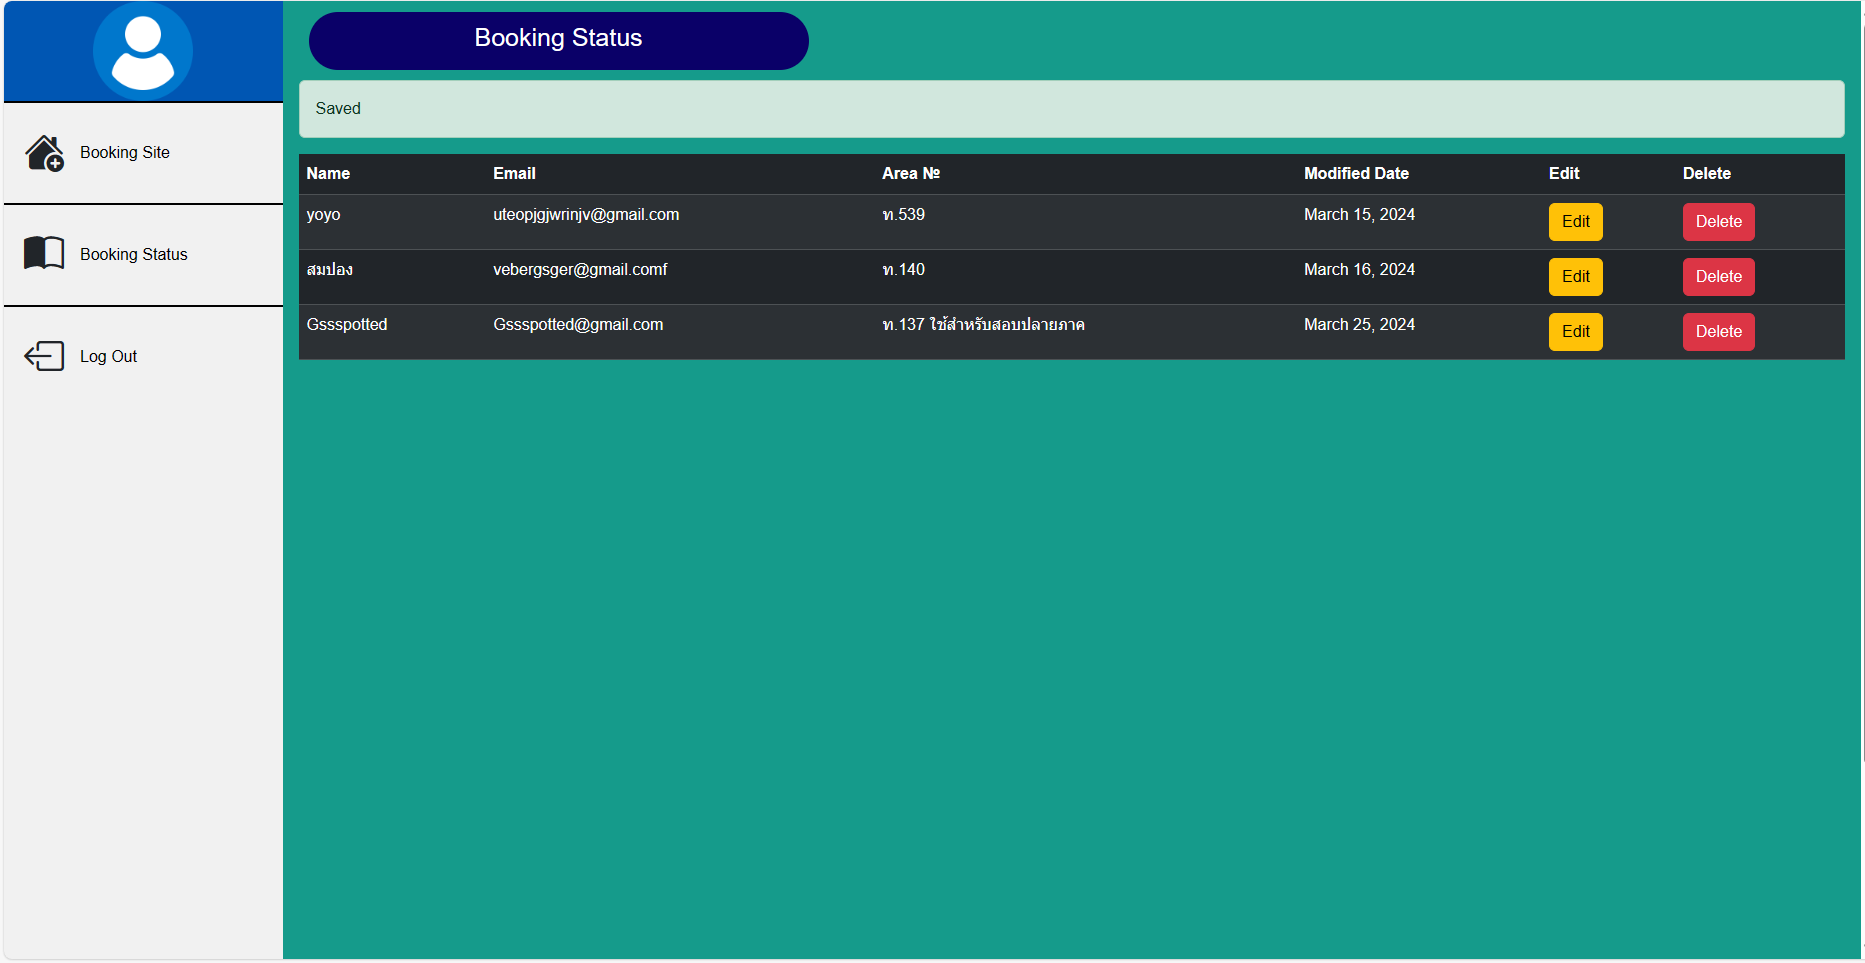 Booking Status
Saved
Booking Site
Booking Status
Log Out
Name Email Area № Modified Date Edit Delete
yoyo uteopjgjwrinjv@gmail.com ท.539 March 15, 2024 Edit Delete
สมปอง vebergsger@gmail.comf ท.140 March 16, 2024 Edit Delete
Gssspotted Gssspotted@gmail.com ท.137 ใช้สำหรับสอบปลายภาค March 25, 2024 Edit Delete